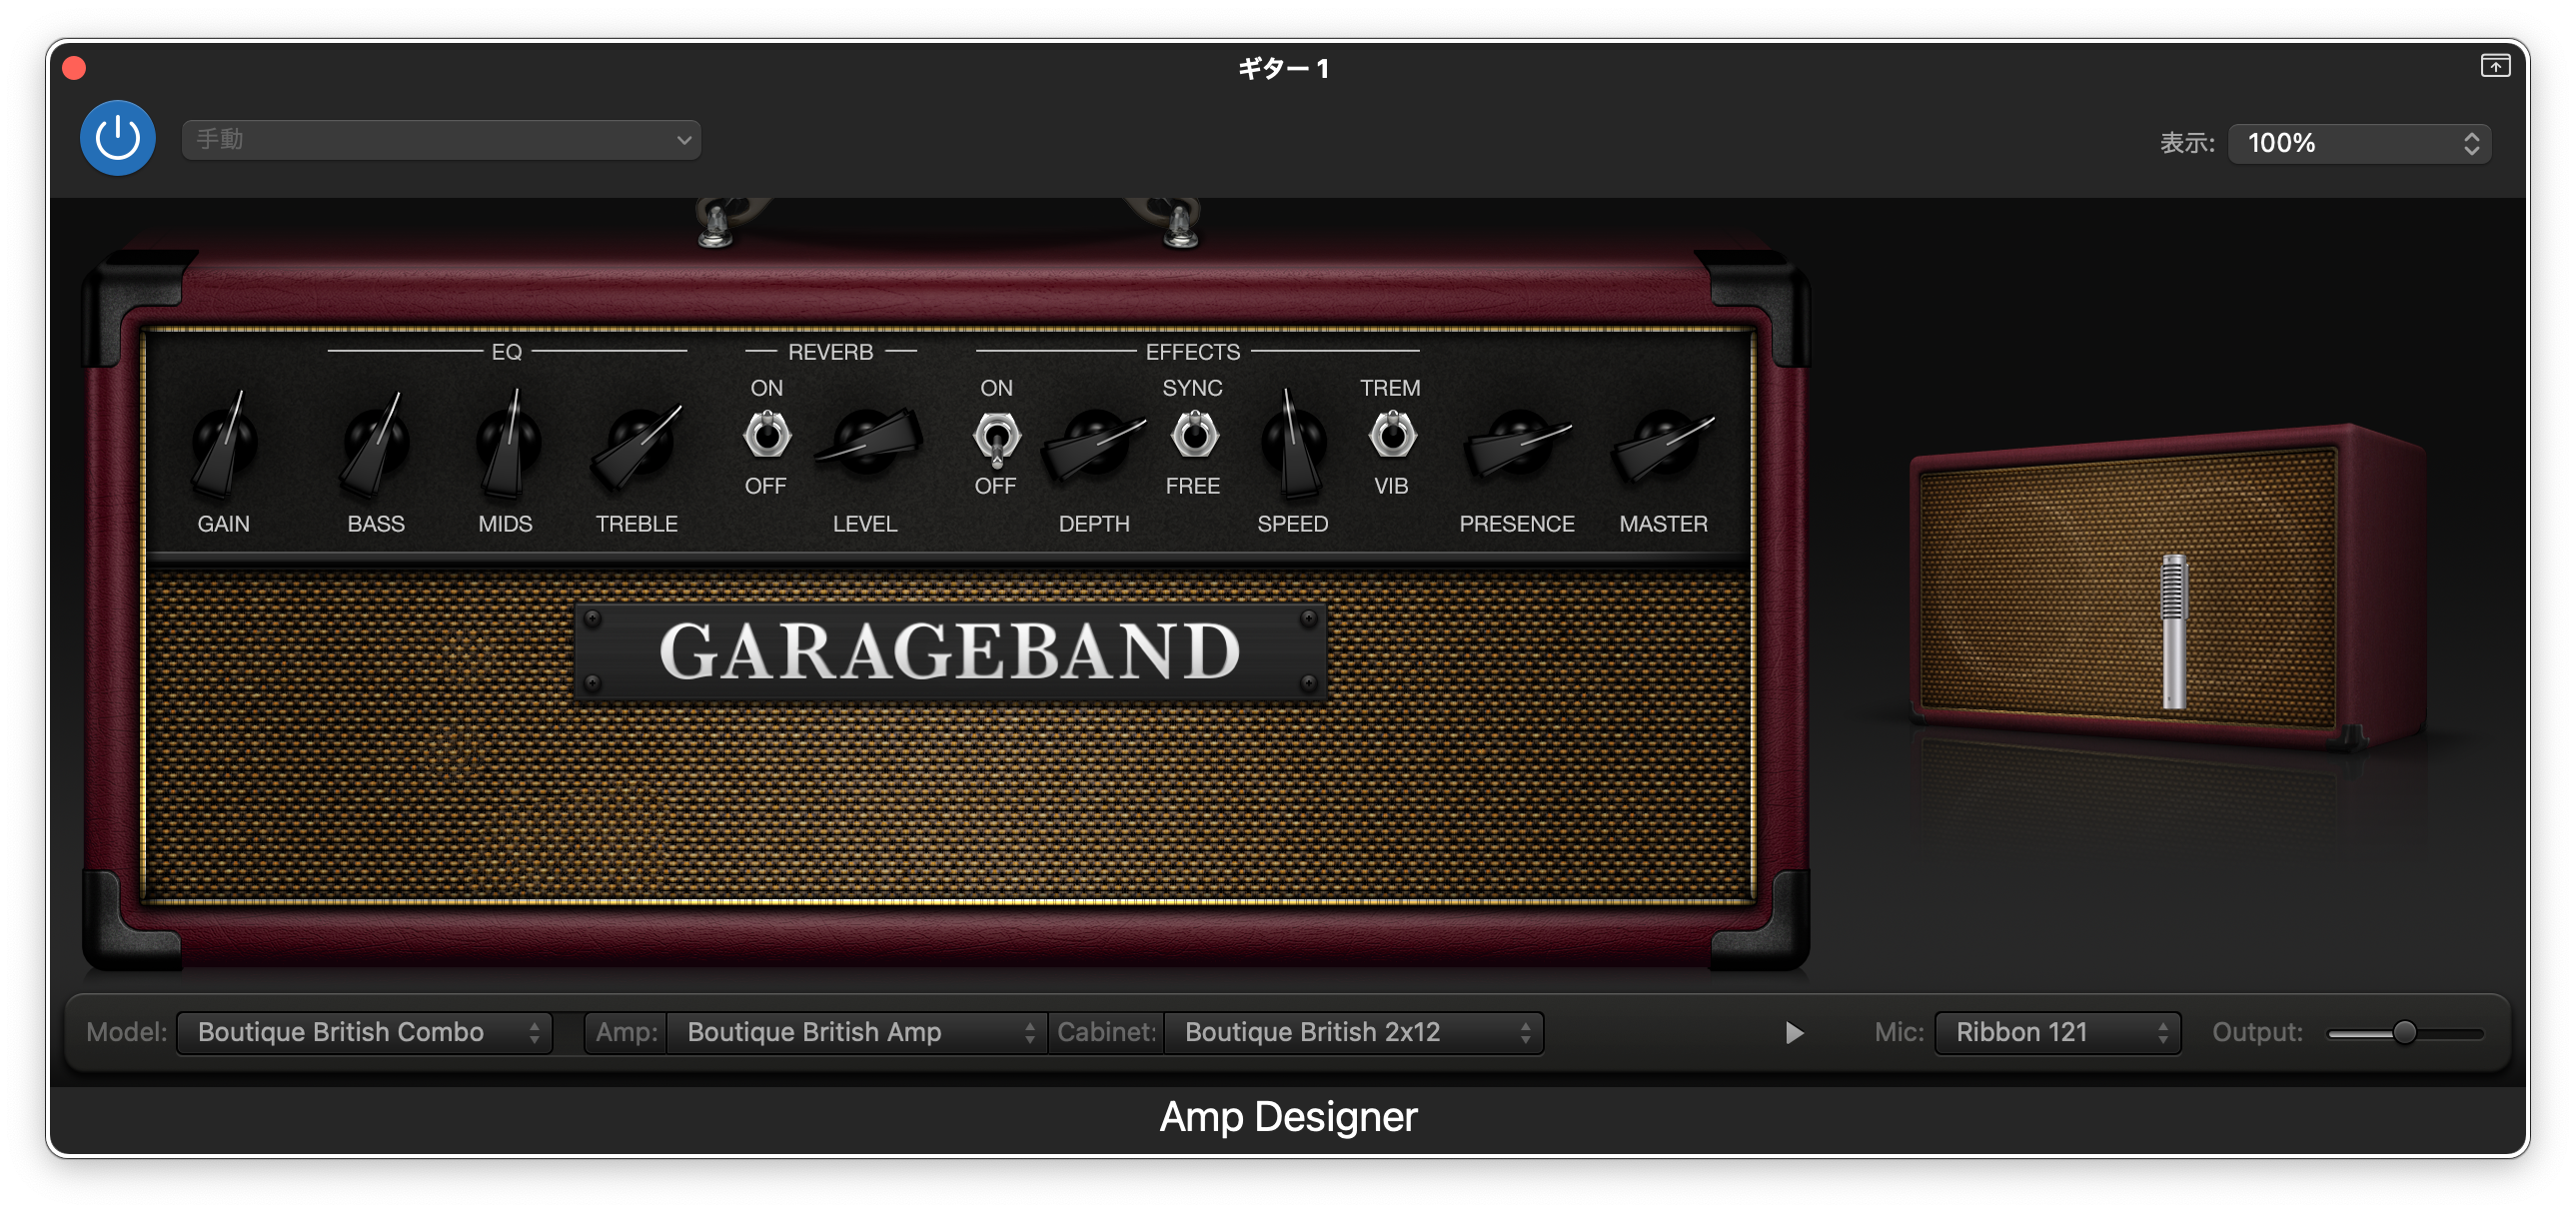 ギター 1
手動
表示: 100%
EQ REVERB EFFECTS
ON ON SYNC TREM
OFF OFF FREE VIB
GAIN BASS MIDS TREBLE LEVEL DEPTH SPEED PRESENCE MASTER
GARAGEBAND
Model: Boutique British Combo Amp: Boutique British Amp Cabinet: Boutique British 2x12 Mic: Ribbon 121 Output:
Amp Designer